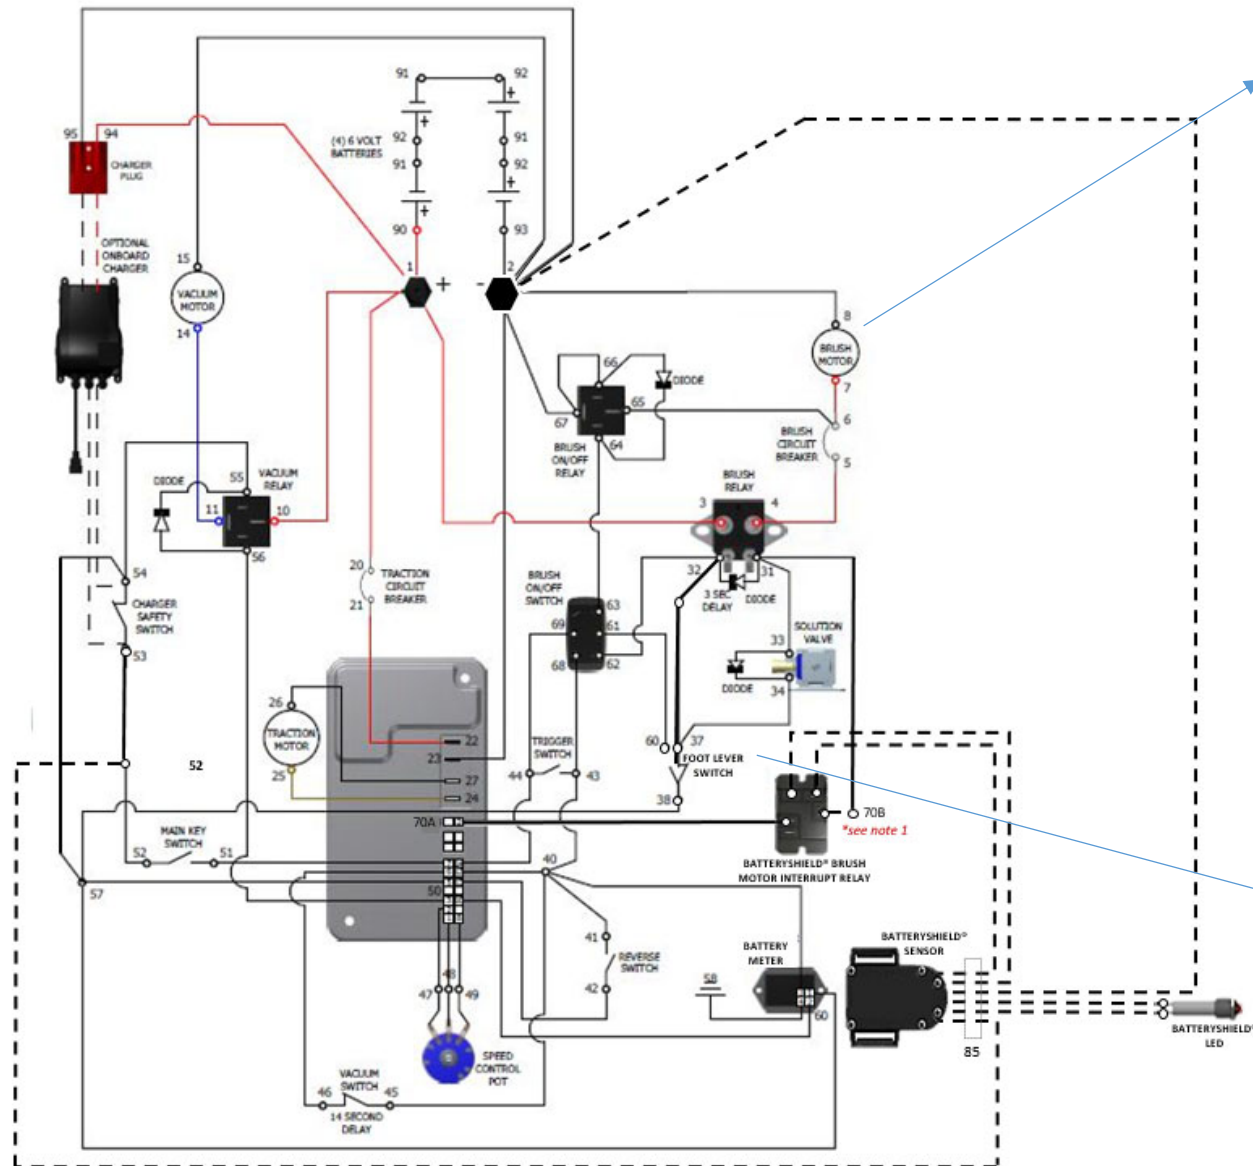 91
92
95
94
(4) 6 VOLT
BATTERIES
92
91
91
92
CHARGER
PLUG
90
93
OPTIONAL
ONBOARD
CHARGER
15
1
+
-
2
VACUUM
MOTOR
14
8
BRUSH
MOTOR
7
66
DIODE
65
67
64
6
BRUSH
ON/OFF
RELAY
BRUSH
CIRCUIT
BREAKER
5
DIODE
55
VACUUM
RELAY
11
10
56
BRUSH
RELAY
3
4
54
20
TRACTION
CIRCUIT
BREAKER
21
BRUSH
ON/OFF
SWITCH
32
31
3 SEC
DELAY
DIODE
CHARGER
SAFETY
SWITCH
53
63
69
61
68
62
SOLUTION
VALVE
33
DIODE
34
26
TRACTION
MOTOR
25
22
23
27
24
TRIGGER
SWITCH
44
43
60
37
FOOT LEVER
SWITCH
38
52
70A
70B
*see note 1
MAIN KEY
SWITCH
52
51
BATTERYSHIELD® BRUSH
MOTOR INTERRUPT RELAY
40
57
50
41
REVERSE
SWITCH
42
BATTERY
METER
58
60
BATTERYSHIELD®
SENSOR
85
BATTERYSHIELD®
LED
48
47
49
SPEED
CONTROL
POT
VACUUM
SWITCH
46
45
14 SECOND
DELAY